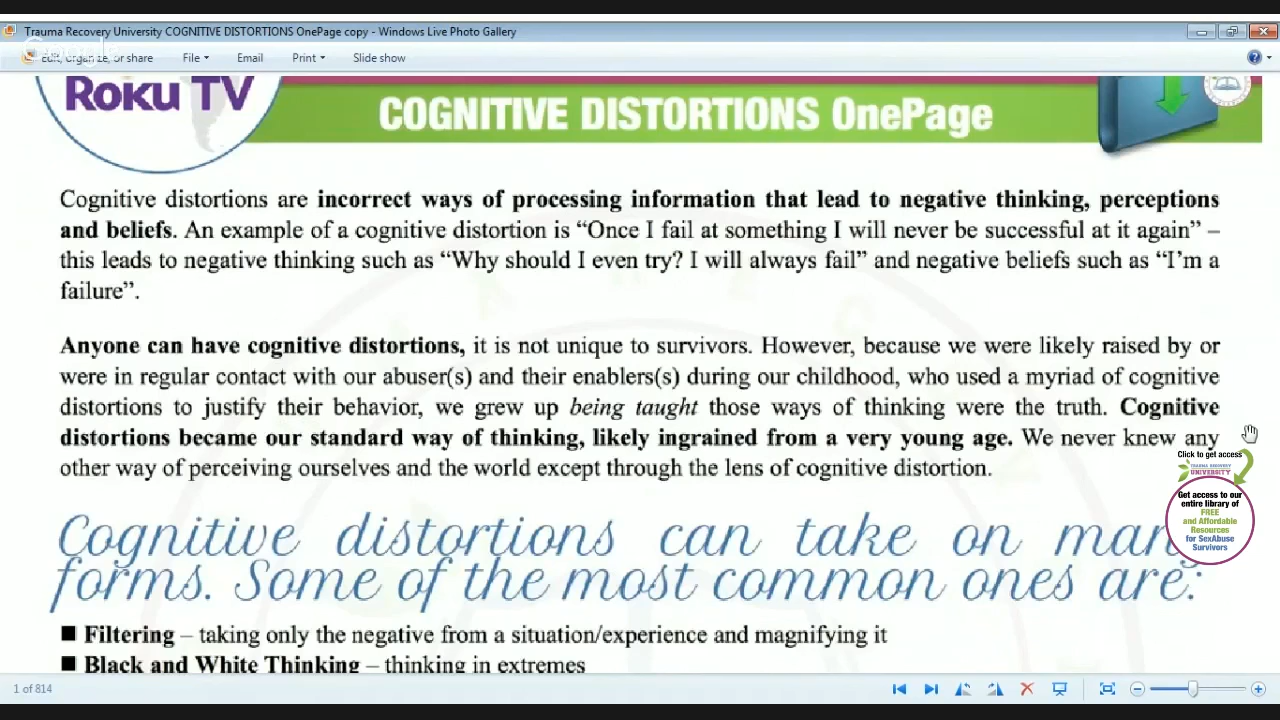 Trauma Recovery University COGNITIVE DISTORTIONS OnePage copy - Windows Live Photo Gallery
Google
Edit, organize, or share File Email Print Slide show
Roku TV
COGNITIVE DISTORTIONS OnePage
Cognitive distortions are incorrect ways of processing information that lead to negative thinking, perceptions
and beliefs. An example of a cognitive distortion is “Once I fail at something I will never be successful at it again” –
this leads to negative thinking such as “Why should I even try? I will always fail” and negative beliefs such as “I’m a
failure”.
Anyone can have cognitive distortions, it is not unique to survivors. However, because we were likely raised by or
were in regular contact with our abuser(s) and their enablers(s) during our childhood, who used a myriad of cognitive
distortions to justify their behavior, we grew up being taught those ways of thinking were the truth. Cognitive
distortions became our standard way of thinking, likely ingrained from a very young age. We never knew any
other way of perceiving ourselves and the world except through the lens of cognitive distortion.
Click to get access
TRAUMA RECOVERY
UNIVERSITY
Get access to our
entire library of
FREE
and Affordable
Resources
for SexAbuse
Survivors
Cognitive distortions can take on many
forms. Some of the most common ones are:
■ Filtering – taking only the negative from a situation/experience and magnifying it
■ Black and White Thinking – thinking in extremes
1 of 814